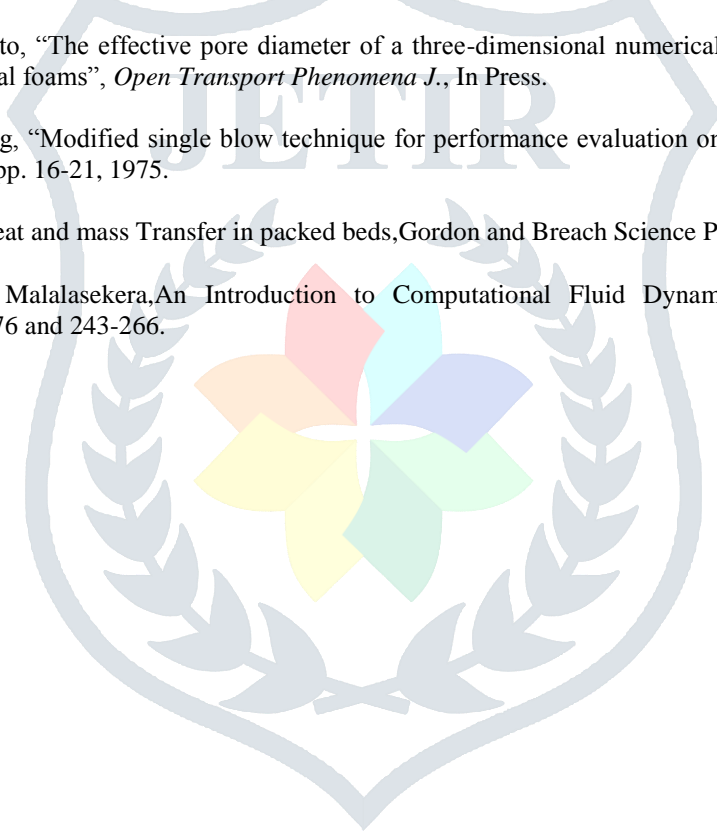 to, “The effective pore diameter of a three-dimensional numerical
al foams”, Open Transport Phenomena J., In Press.
JETIR
g, “Modified single blow technique for performance evaluation on
pp. 16-21, 1975.
eat and mass Transfer in packed beds,Gordon and Breach Science P
Malalasekera,An Introduction to Computational Fluid Dynam
76 and 243-266.